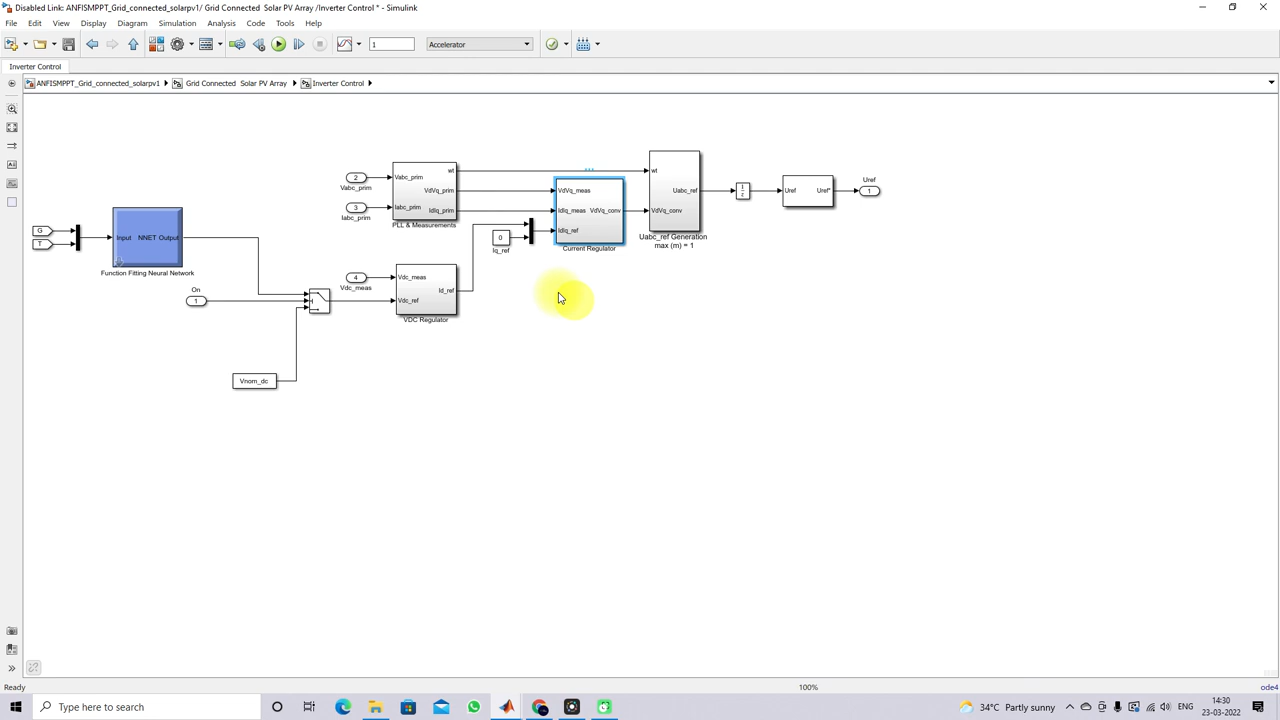 Disabled Link: ANFISMPPT_Grid_connected_solarpv1/ Grid Connected Solar PV Array /Inverter Control * - Simulink
File Edit View Display Diagram Simulation Analysis Code Tools Help
1 Accelerator
Inverter Control
ANFISMPPT_Grid_connected_solarpv1 Grid Connected Solar PV Array Inverter Control
G
T
Input NNET Output
Function Fitting Neural Network
On
1
Vnom_dc
2
Vabc_prim
3
Iabc_prim
Vabc_prim
Iabc_prim
wt
VdVq_prim
IdIq_prim
PLL & Measurements
4
Vdc_meas
Vdc_meas
Vdc_ref
Id_ref
VDC Regulator
0
Iq_ref
VdVq_meas
IdIq_meas
IdIq_ref
VdVq_conv
Current Regulator
wt
VdVq_conv
Uabc_ref
Uabc_ref Generation
max (m) = 1
1
z
Uref Uref*
Uref
1
Ready 100% ode4
Type here to search
34°C Partly sunny ENG 14:30
23-03-2022